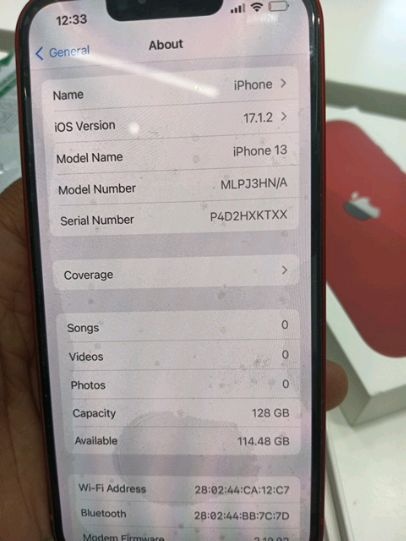 12:33
General
About
Name iPhone
iOS Version 17.1.2
Model Name iPhone 13
Model Number MLPJ3HN/A
Serial Number P4D2HXKTXX
Coverage
Songs 0
Videos 0
Photos 0
Capacity 128 GB
Available 114.48 GB
Wi-Fi Address 28:02:44:CA:12:C7
Bluetooth 28:02:44:BB:7C:7D
Modem Firmware